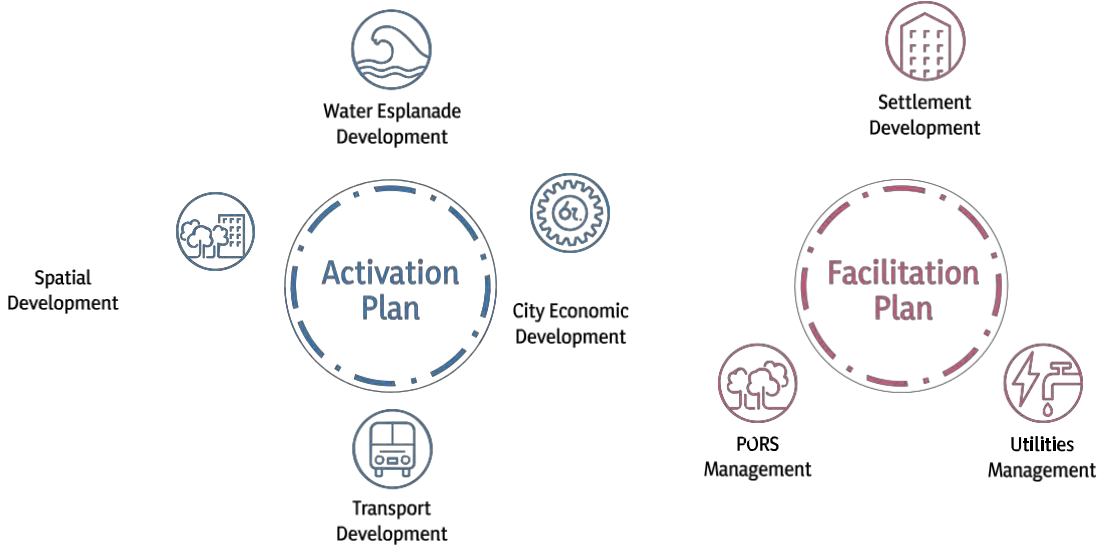 Water Esplanade
Development
Settlement
Development
රු.
Spatial
Development
Activation
Plan
City Economic
Development
Facilitation
Plan
PORS
Management
Utilities
Management
Transport
Development